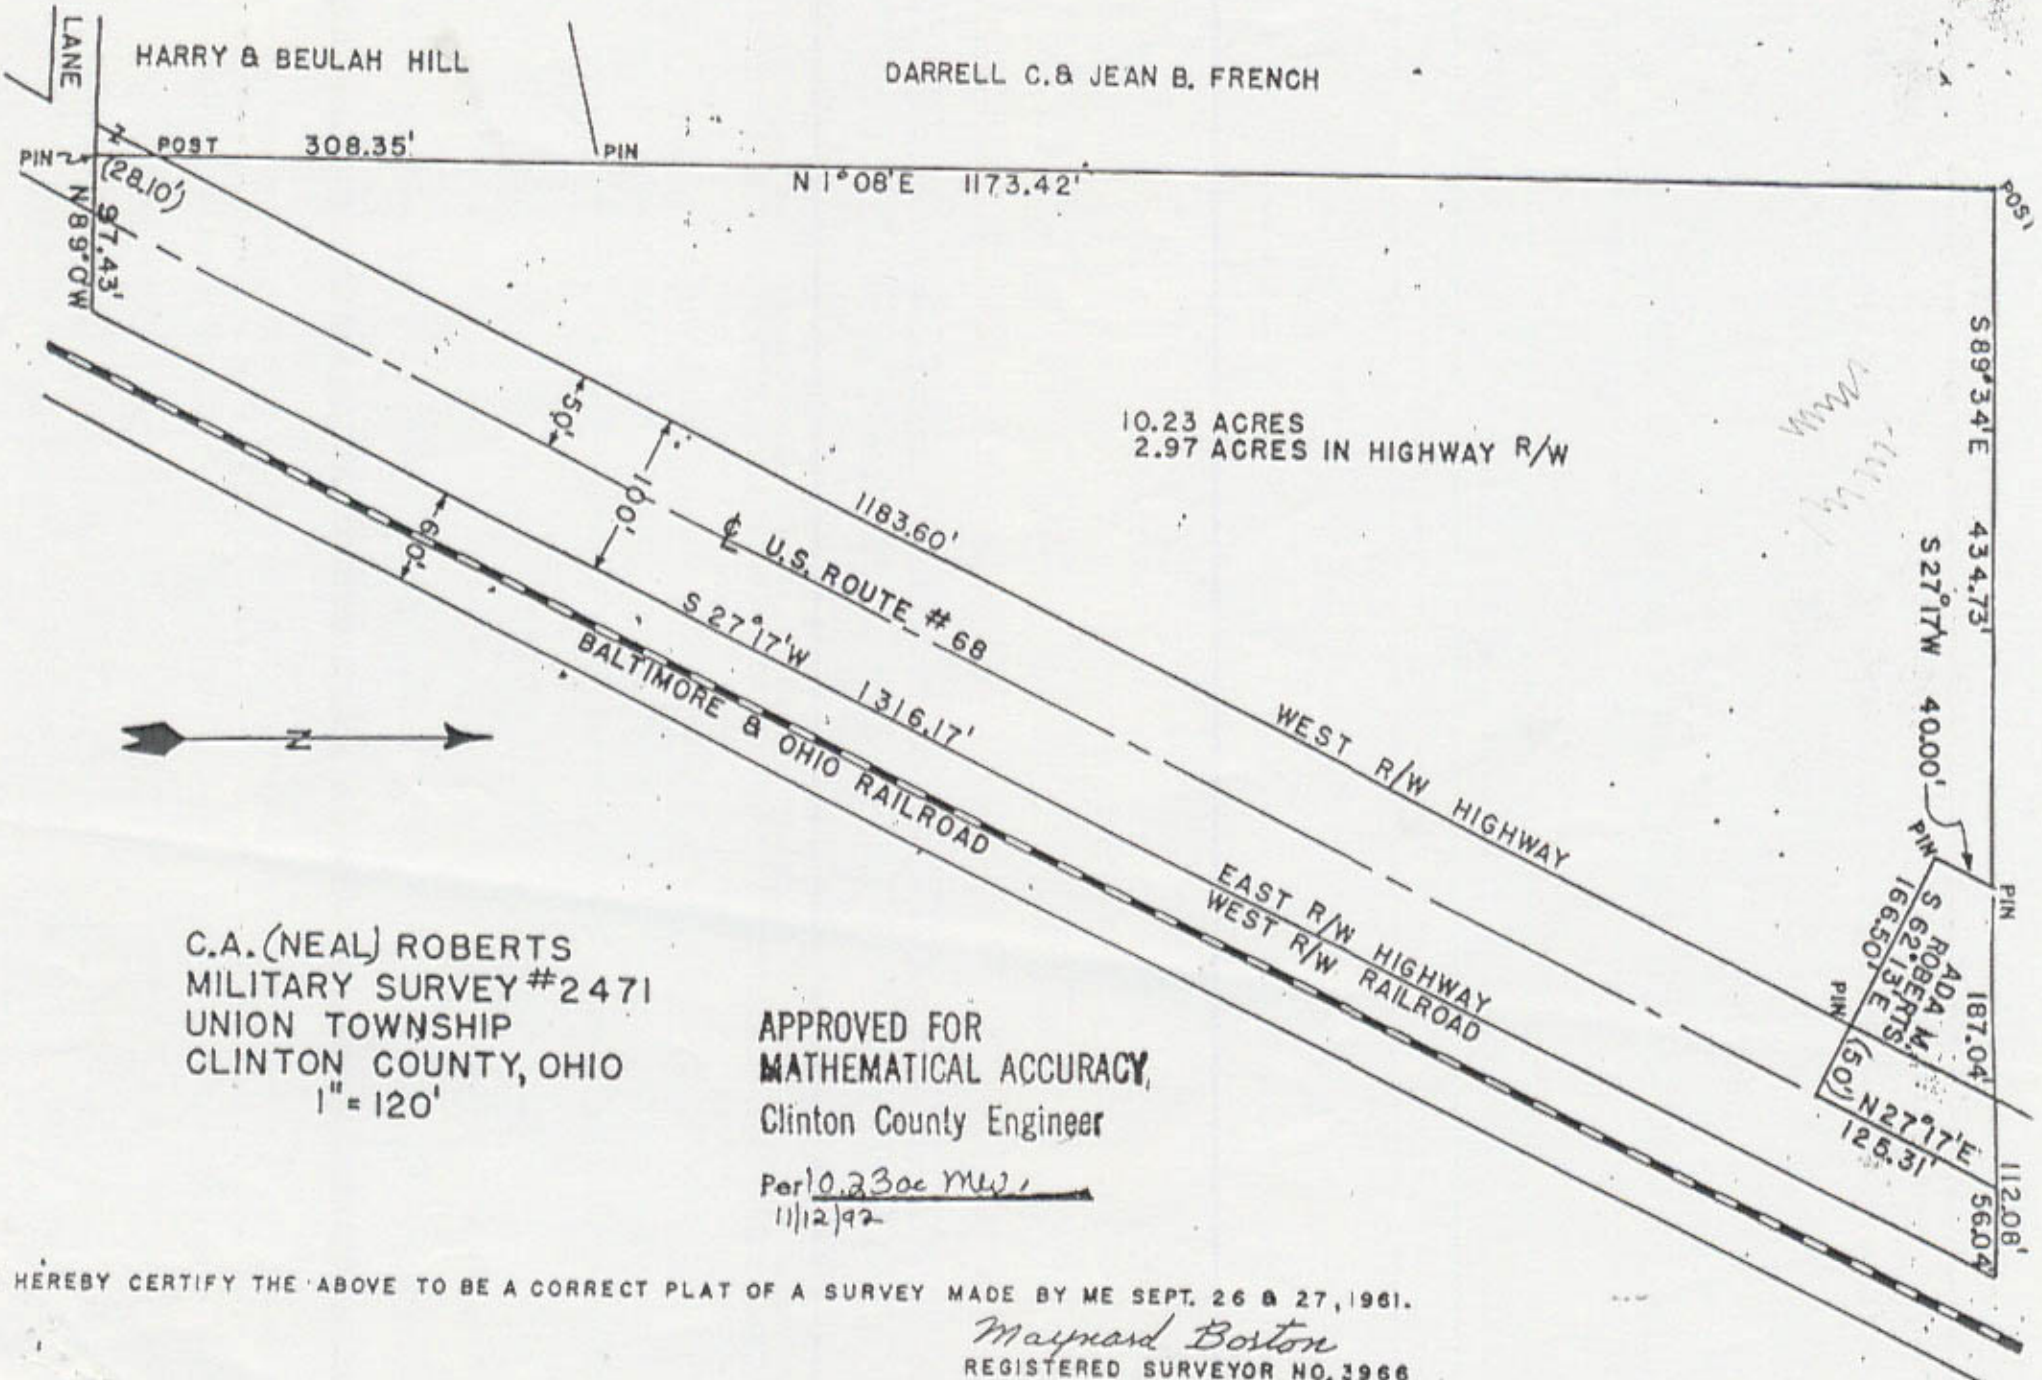 LANE
HARRY & BEULAH HILL
DARRELL C. & JEAN B. FRENCH
PIN
POST
308.35'
PIN
(28.10')
N 1°08'E 1173.42'
POST
97.43'
N 89°0'W
50'
100'
60'
10.23 ACRES
2.97 ACRES IN HIGHWAY R/W
S 89°34'E 434.73'
S 27°17'W 40.00'
1183.60'
℄ U.S. ROUTE #68
S 27°17'W 1316.17'
BALTIMORE & OHIO RAILROAD
N
WEST R/W HIGHWAY
EAST R/W HIGHWAY
WEST R/W RAILROAD
PIN
PIN
ADA M.
ROBERTS
S 62°13'E
166.50'
187.04'
PIN
(50')
N 27°17'E
125.31'
112.08'
56.04'
C.A. (NEAL) ROBERTS
MILITARY SURVEY #2471
UNION TOWNSHIP
CLINTON COUNTY, OHIO
1" = 120'
APPROVED FOR
MATHEMATICAL ACCURACY,
Clinton County Engineer
Per 10.23 ac
11/12/92
HEREBY CERTIFY THE ABOVE TO BE A CORRECT PLAT OF A SURVEY MADE BY ME SEPT. 26 & 27, 1961.
Maynard Boston
REGISTERED SURVEYOR NO. 3966